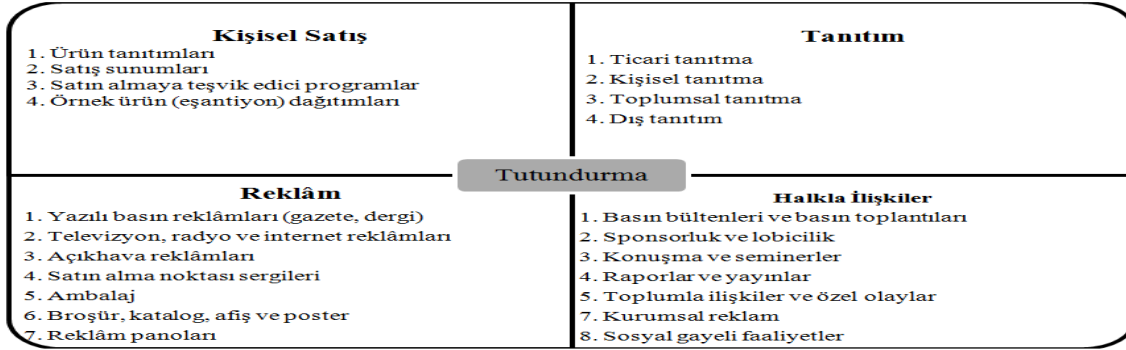 Kişisel Satış
1. Ürün tanıtımları
2. Satış sunumları
3. Satın almaya teşvik edici programlar
4. Örnek ürün (eşantiyon) dağıtımları
Tanıtım
1. Ticari tanıtma
2. Kişisel tanıtma
3. Toplumsal tanıtma
4. Dış tanıtım
Tutundurma
Reklâm
1. Yazılı basın reklâmları (gazete, dergi)
2. Televizyon, radyo ve internet reklâmları
3. Açıkhava reklâmları
4. Satın alma noktası sergileri
5. Ambalaj
6. Broşür, katalog, afiş ve poster
7. Reklâm panoları
Halkla İlişkiler
1. Basın bültenleri ve basın toplantıları
2. Sponsorluk ve lobicilik
3. Konuşma ve seminerler
4. Raporlar ve yayınlar
5. Toplumla ilişkiler ve özel olaylar
7. Kurumsal reklam
8. Sosyal gayeli faaliyetler